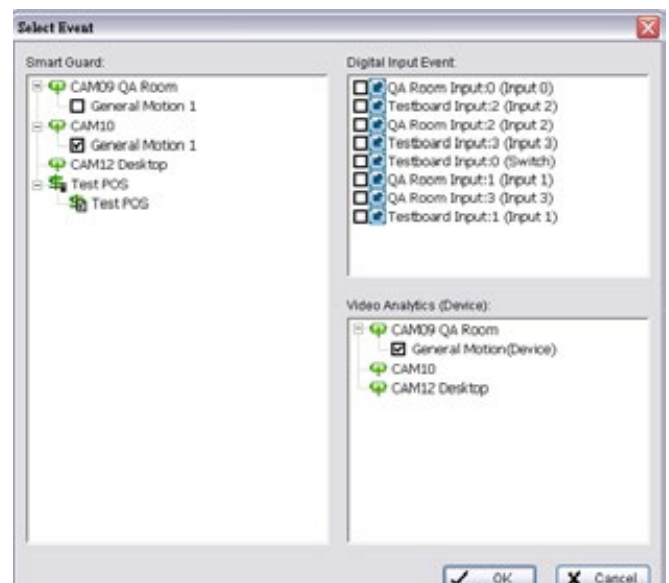 Select Event
Smart Guard:
CAM09 QA Room
General Motion 1
CAM10
General Motion 1
CAM12 Desktop
Test POS
Test POS
Digital Input Event:
QA Room Input:0 (Input 0)
Testboard Input:2 (Input 2)
QA Room Input:2 (Input 2)
Testboard Input:3 (Input 3)
Testboard Input:0 (Switch)
QA Room Input:1 (Input 1)
QA Room Input:3 (Input 3)
Testboard Input:1 (Input 1)
Video Analytics (Device):
CAM09 QA Room
General Motion(Device)
CAM10
CAM12 Desktop
OK
Cancel